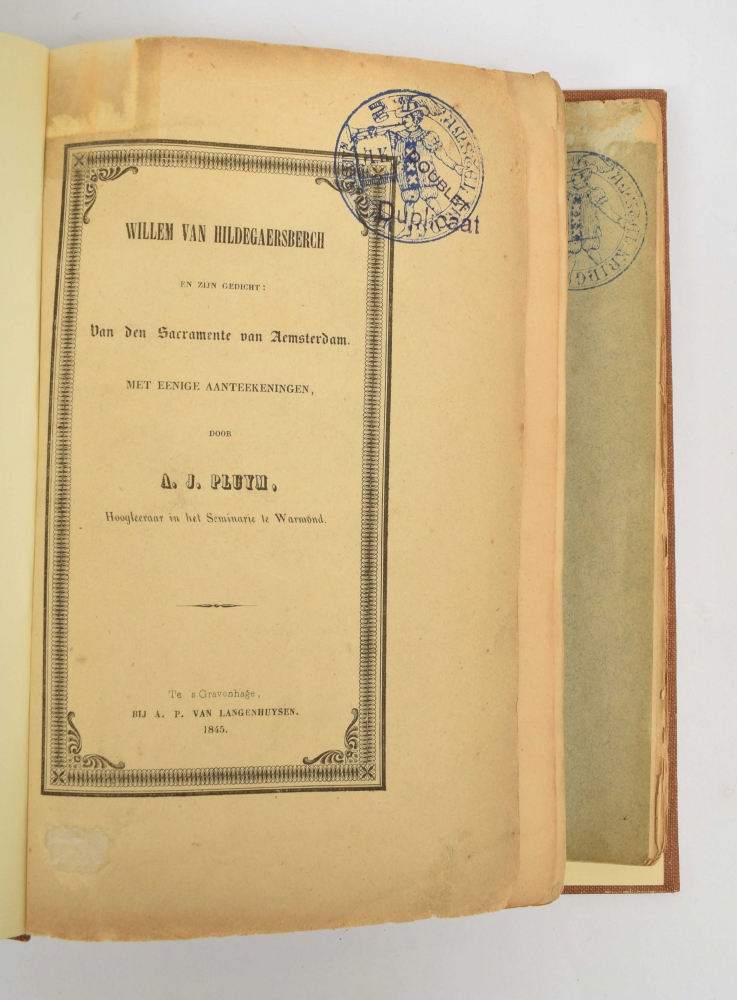 WILLEM VAN HILDEGAERSBERCH
EN ZIJN GEDICHT:
Van den Sacramente van Aemsterdam.
MET EENIGE AANTEEKENINGEN,
DOOR
A. J. PLUYM,
Hoogleeraar in het Seminarie te Warmond.
Te s Gravenhage,
BIJ A. P. VAN LANGENHUYSEN.
1845.
DOUBLET
Duplicaat